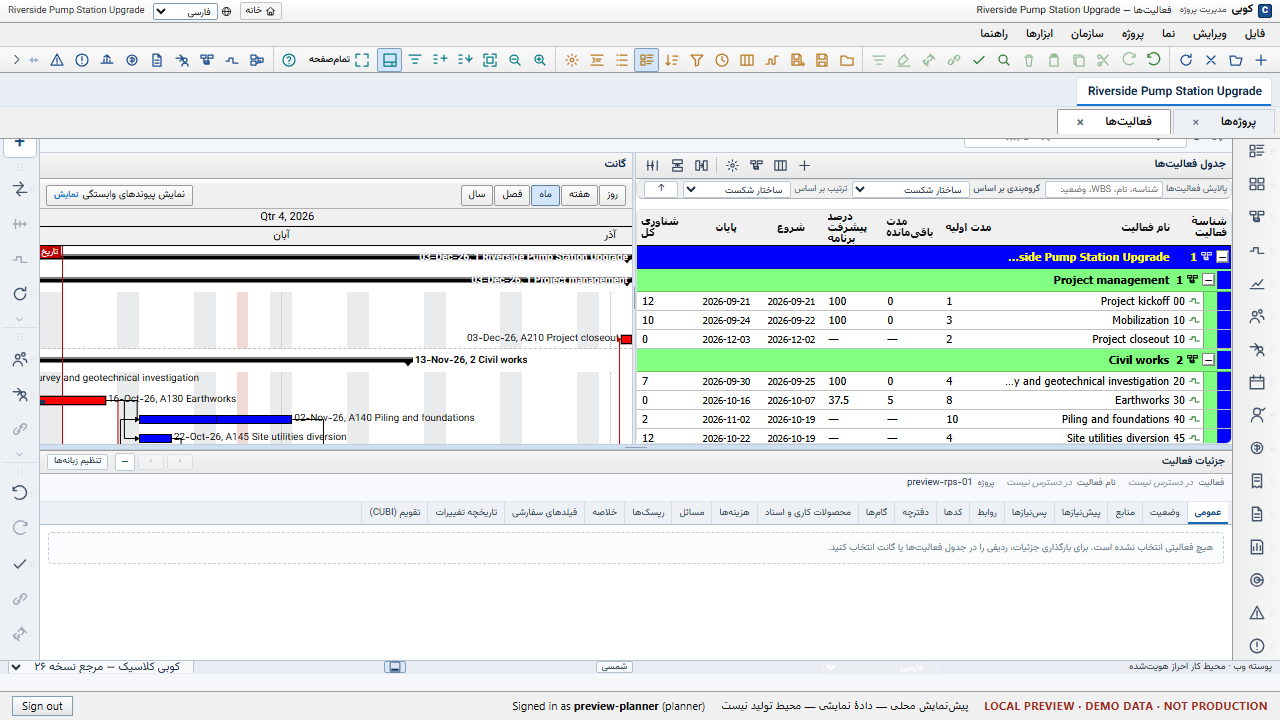 کوبی مدیریت پروژه فعالیت‌ها — Riverside Pump Station Upgrade
خانه
فارسی
Riverside Pump Station Upgrade
فایل ویرایش نما پروژه سازمان ابزارها راهنما
تمام‌صفحه
Riverside Pump Station Upgrade
پروژه‌ها ×
فعالیت‌ها ×
جدول فعالیت‌ها
پالایش فعالیت‌ها شناسه، نام، WBS، وضعیت گروه‌بندی بر اساس ساختار شکست ترتیب بر اساس ساختار شکست ↑
شناسه فعالیت نام فعالیت مدت اولیه مدت باقی‌مانده درصد پیشرفت برنامه شروع پایان شناوری کل
1 ...side Pump Station Upgrade
1 Project management
00 Project kickoff 1 0 100 2026-09-21 2026-09-21 12
10 Mobilization 3 0 100 2026-09-22 2026-09-24 10
10 Project closeout 2 — — 2026-12-02 2026-12-03 0
2 Civil works
20 ...y and geotechnical investigation 4 0 100 2026-09-25 2026-09-30 7
30 Earthworks 8 5 37.5 2026-10-07 2026-10-16 0
40 Piling and foundations 10 — — 2026-10-19 2026-11-02 2
45 Site utilities diversion 4 — — 2026-10-19 2026-10-22 12
گانت
روز هفته ماه فصل سال
نمایش پیوندهای وابستگی نمایش
Qtr 4, 2026
آبان آذر
تاریخ
03-Dec-26, 1 Riverside Pump Station Upgrade
03-Dec-26, 1 Project management
03-Dec-26, A210 Project closeout
13-Nov-26, 2 Civil works
urvey and geotechnical investigation
16-Oct-26, A130 Earthworks
02-Nov-26, A140 Piling and foundations
22-Oct-26, A145 Site utilities diversion
جزئیات فعالیت
تنظیم زبانه‌ها
فعالیت در دسترس نیست نام فعالیت در دسترس نیست پروژه preview-rps-01
عمومی وضعیت منابع پیش‌نیازها پس‌نیازها روابط کدها دفترچه گام‌ها محصولات کاری و اسناد هزینه‌ها مسائل ریسک‌ها خلاصه فیلدهای سفارشی تاریخچه تغییرات تقویم (CUBI)
هیچ فعالیتی انتخاب نشده است. برای بارگذاری جزئیات، ردیفی را در جدول فعالیت‌ها یا گانت انتخاب کنید.
پوسته وب · محیط کار احراز هویت‌شده
فارسی
شمسی
کوبی کلاسیک — مرجع نسخه ۲۶
LOCAL PREVIEW · DEMO DATA · NOT PRODUCTION
پیش‌نمایش محلی — دادهٔ نمایشی — محیط تولید نیست
Signed in as preview-planner (planner)
Sign out